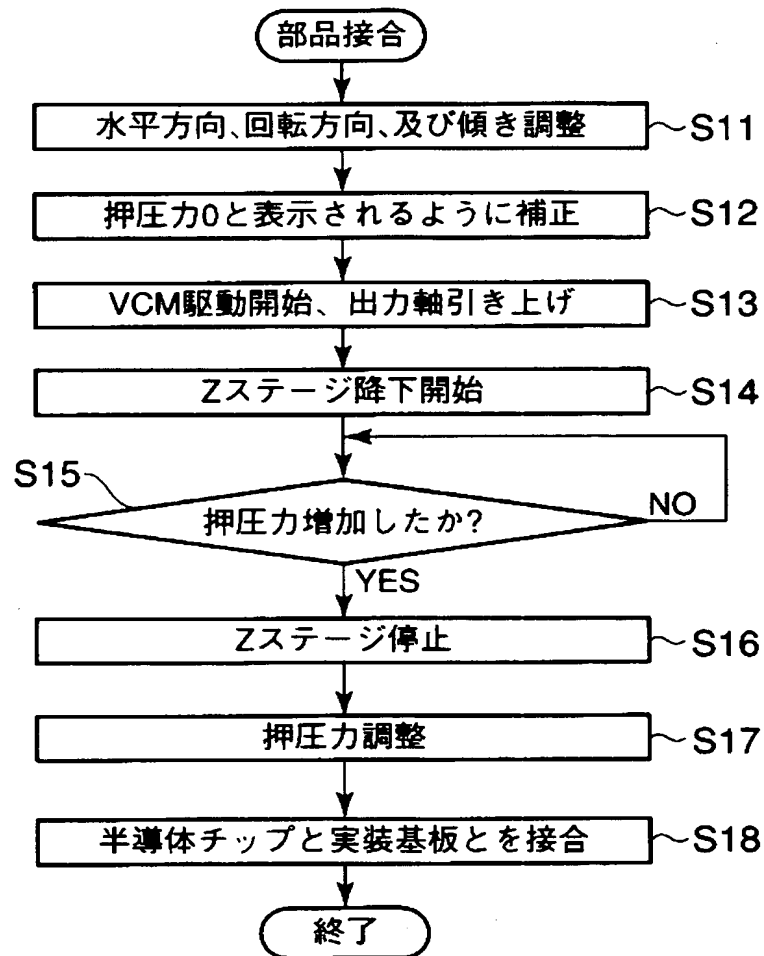 部品接合
水平方向、回転方向、及び傾き調整
S11
押圧力0と表示されるように補正
S12
VCM駆動開始、出力軸引き上げ
S13
Zステージ降下開始
S14
S15
押圧力増加したか?
NO
YES
Zステージ停止
S16
押圧力調整
S17
半導体チップと実装基板とを接合
S18
終了